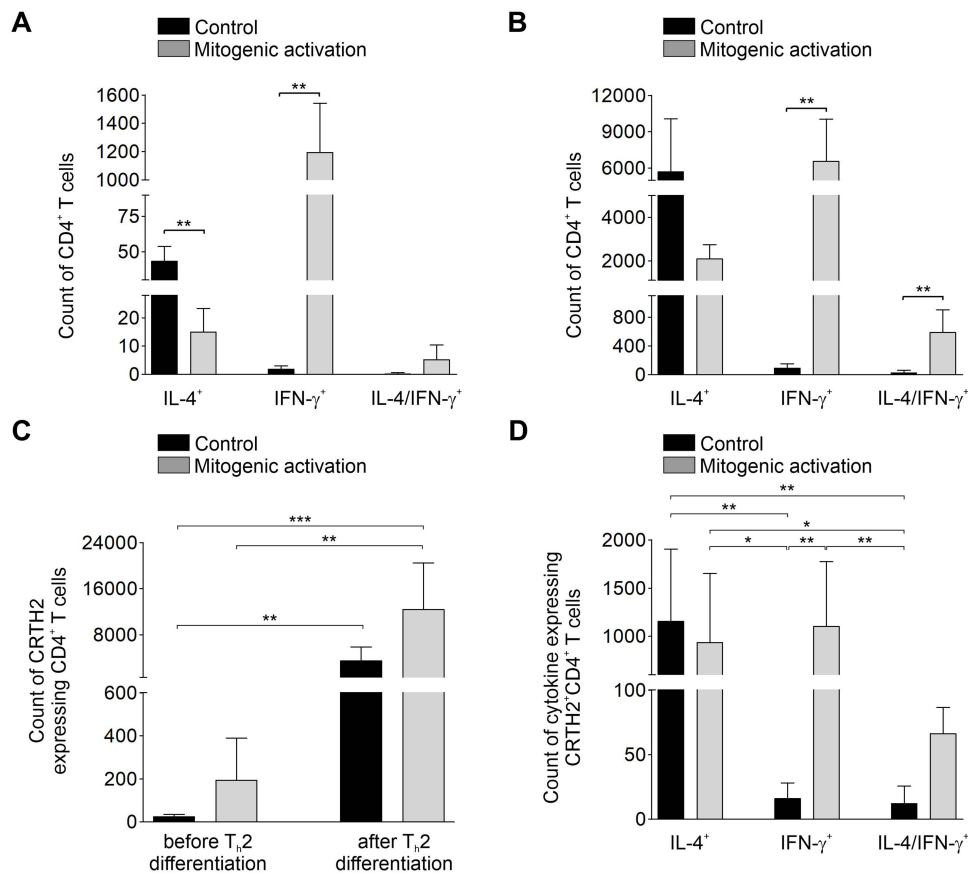 A
Control
Mitogenic activation
Count of CD4⁺ T cells
1600
1400
1200
1000
75
50
25
20
10
0
**
**
IL-4⁺
IFN-γ⁺
IL-4/IFN-γ⁺
B
Control
Mitogenic activation
Count of CD4⁺ T cells
12000
9000
6000
4000
2000
800
400
0
**
**
IL-4⁺
IFN-γ⁺
IL-4/IFN-γ⁺
C
Control
Mitogenic activation
Count of CRTH2
expressing CD4⁺ T cells
24000
16000
8000
600
400
200
0
***
**
**
before Tₕ2
differentiation
after Tₕ2
differentiation
D
Control
Mitogenic activation
Count of cytokine expressing
CRTH2⁺CD4⁺ T cells
2000
1000
100
50
0
**
**
*
*
**
**
IL-4⁺
IFN-γ⁺
IL-4/IFN-γ⁺